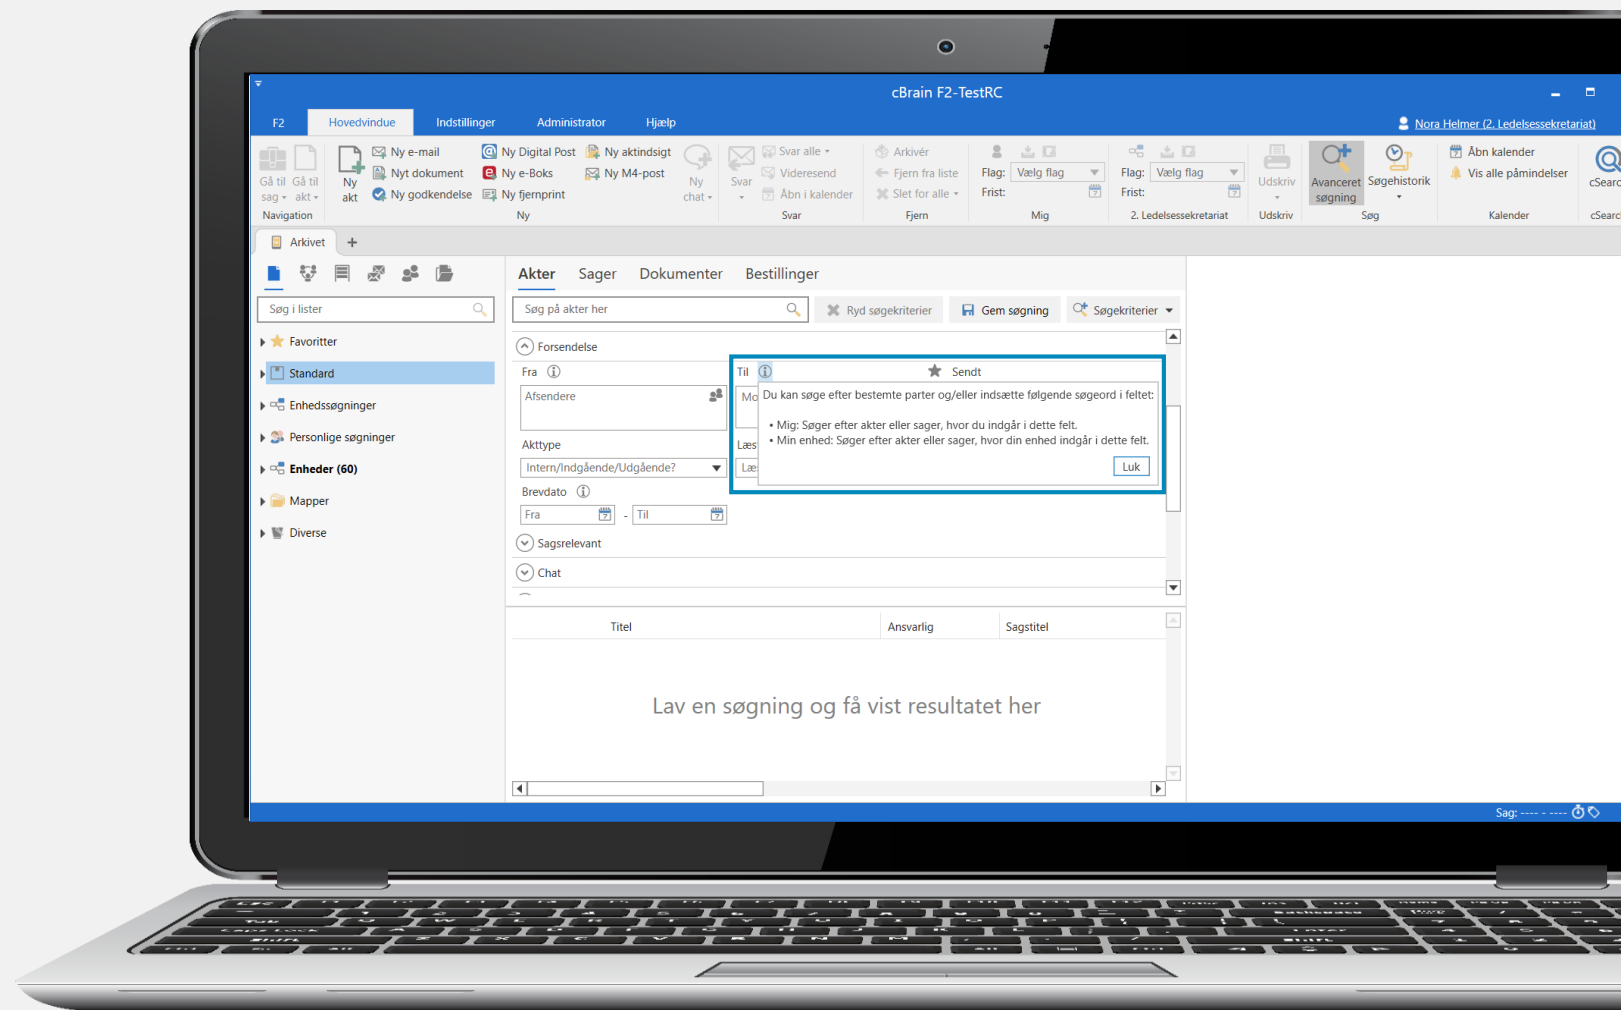 cBrain F2-TestRC
F2 Hovedvindue Indstillinger Administrator Hjælp Nora Helmer (2. Ledelsessekretariat)
Gå til sag Gå til akt
Navigation
Ny akt
Ny e-mail
Nyt dokument
Ny godkendelse
Ny Digital Post
Ny e-Boks
Ny fjernprint
Ny aktindsigt
Ny M4-post
Ny chat
Ny
Svar
Svar alle
Videresend
Åbn i kalender
Svar
Arkivér
Fjern fra liste
Slet for alle
Fjern
Flag: Vælg flag
Frist:
Mig
Flag: Vælg flag
Frist:
2. Ledelsessekretariat
Udskriv
Udskriv
Avanceret søgning
Søgehistorik
Søg
Åbn kalender
Vis alle påmindelser
Kalender
cSearc
cSearc
Arkivet +
Søg i lister
Favoritter
Standard
Enhedssøgninger
Personlige søgninger
Enheder (60)
Mapper
Diverse
Akter Sager Dokumenter Bestillinger
Søg på akter her
Ryd søgekriterier Gem søgning Søgekriterier
Forsendelse
Fra
Afsendere
Til
Mo
Sendt
Du kan søge efter bestemte parter og/eller indsætte følgende søgeord i feltet:
• Mig: Søger efter akter eller sager, hvor du indgår i dette felt.
• Min enhed: Søger efter akter eller sager, hvor din enhed indgår i dette felt.
Luk
Akttype
Læs
Intern/Indgående/Udgående?
Læ
Brevdato
Fra - Til
Sagsrelevant
Chat
Titel Ansvarlig Sagstitel
Lav en søgning og få vist resultatet her
Sag: ---- - ----